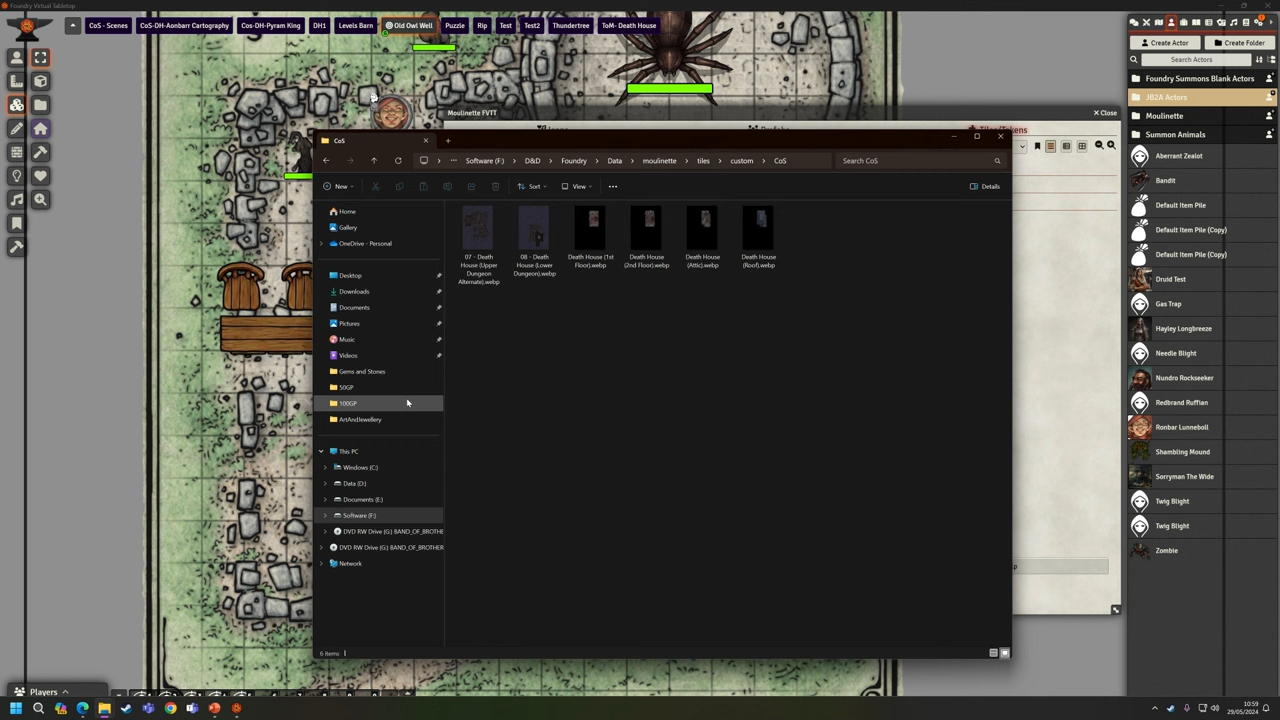 Foundry Virtual Tabletop
CoS - Scenes
CoS-DH-Aonbarr Cartography
Cos-DH-Pyram King
DH1
Levels Barn
Old Owl Well
Puzzle
Rip
Test
Test2
Thundertree
ToM- Death House
Create Actor
Create Folder
Search Actors
Foundry Summons Blank Actors
JB2A Actors
Moulinette
Summon Animals
Aberrant Zealot
Bandit
Default Item Pile
Default Item Pile (Copy)
Default Item Pile (Copy)
Druid Test
Gas Trap
Hayley Longbreeze
Needle Blight
Nundro Rockseeker
Redbrand Ruffian
Ronbar Lunneboll
Shambling Mound
Sorryman The Wide
Twig Blight
Twig Blight
Zombie
Moulinette FVTT
Close
Tiles/Tokens
CoS
Software (F:)
D&D
Foundry
Data
moulinette
tiles
custom
CoS
Search CoS
New
Sort
View
Details
Home
Gallery
OneDrive - Personal
Desktop
Downloads
Documents
Pictures
Music
Videos
Gems and Stones
50GP
100GP
ArtAndJewellery
This PC
Windows (C:)
Data (D:)
Documents (E:)
Software (F:)
DVD RW Drive (G:) BAND_OF_BROTHE
DVD RW Drive (G:) BAND_OF_BROTHER
Network
07 - Death
House (Upper
Dungeon
Alternate).webp
08 - Death
House (Lower
Dungeon).webp
Death House (1st
Floor).webp
Death House
(2nd Floor).webp
Death House
(Attic).webp
Death House
(Roof).webp
6 items
Players
10:59
29/05/2024